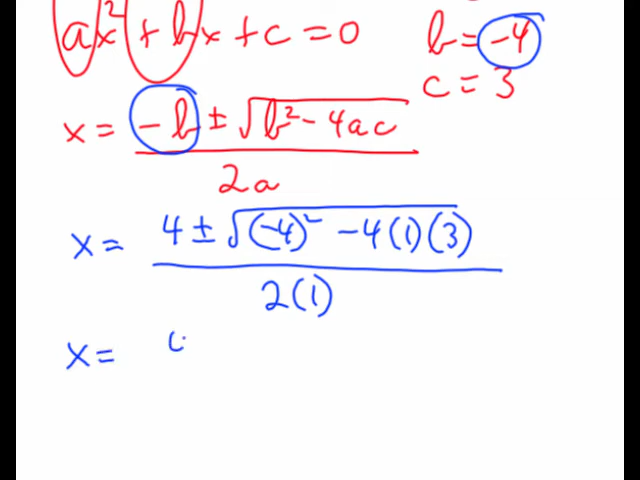 ax² + bx + c = 0
b = -4
c = 3
x = -b ± √b² - 4ac / 2a
x = 4 ± √(-4)² - 4(1)(3) / 2(1)
x =